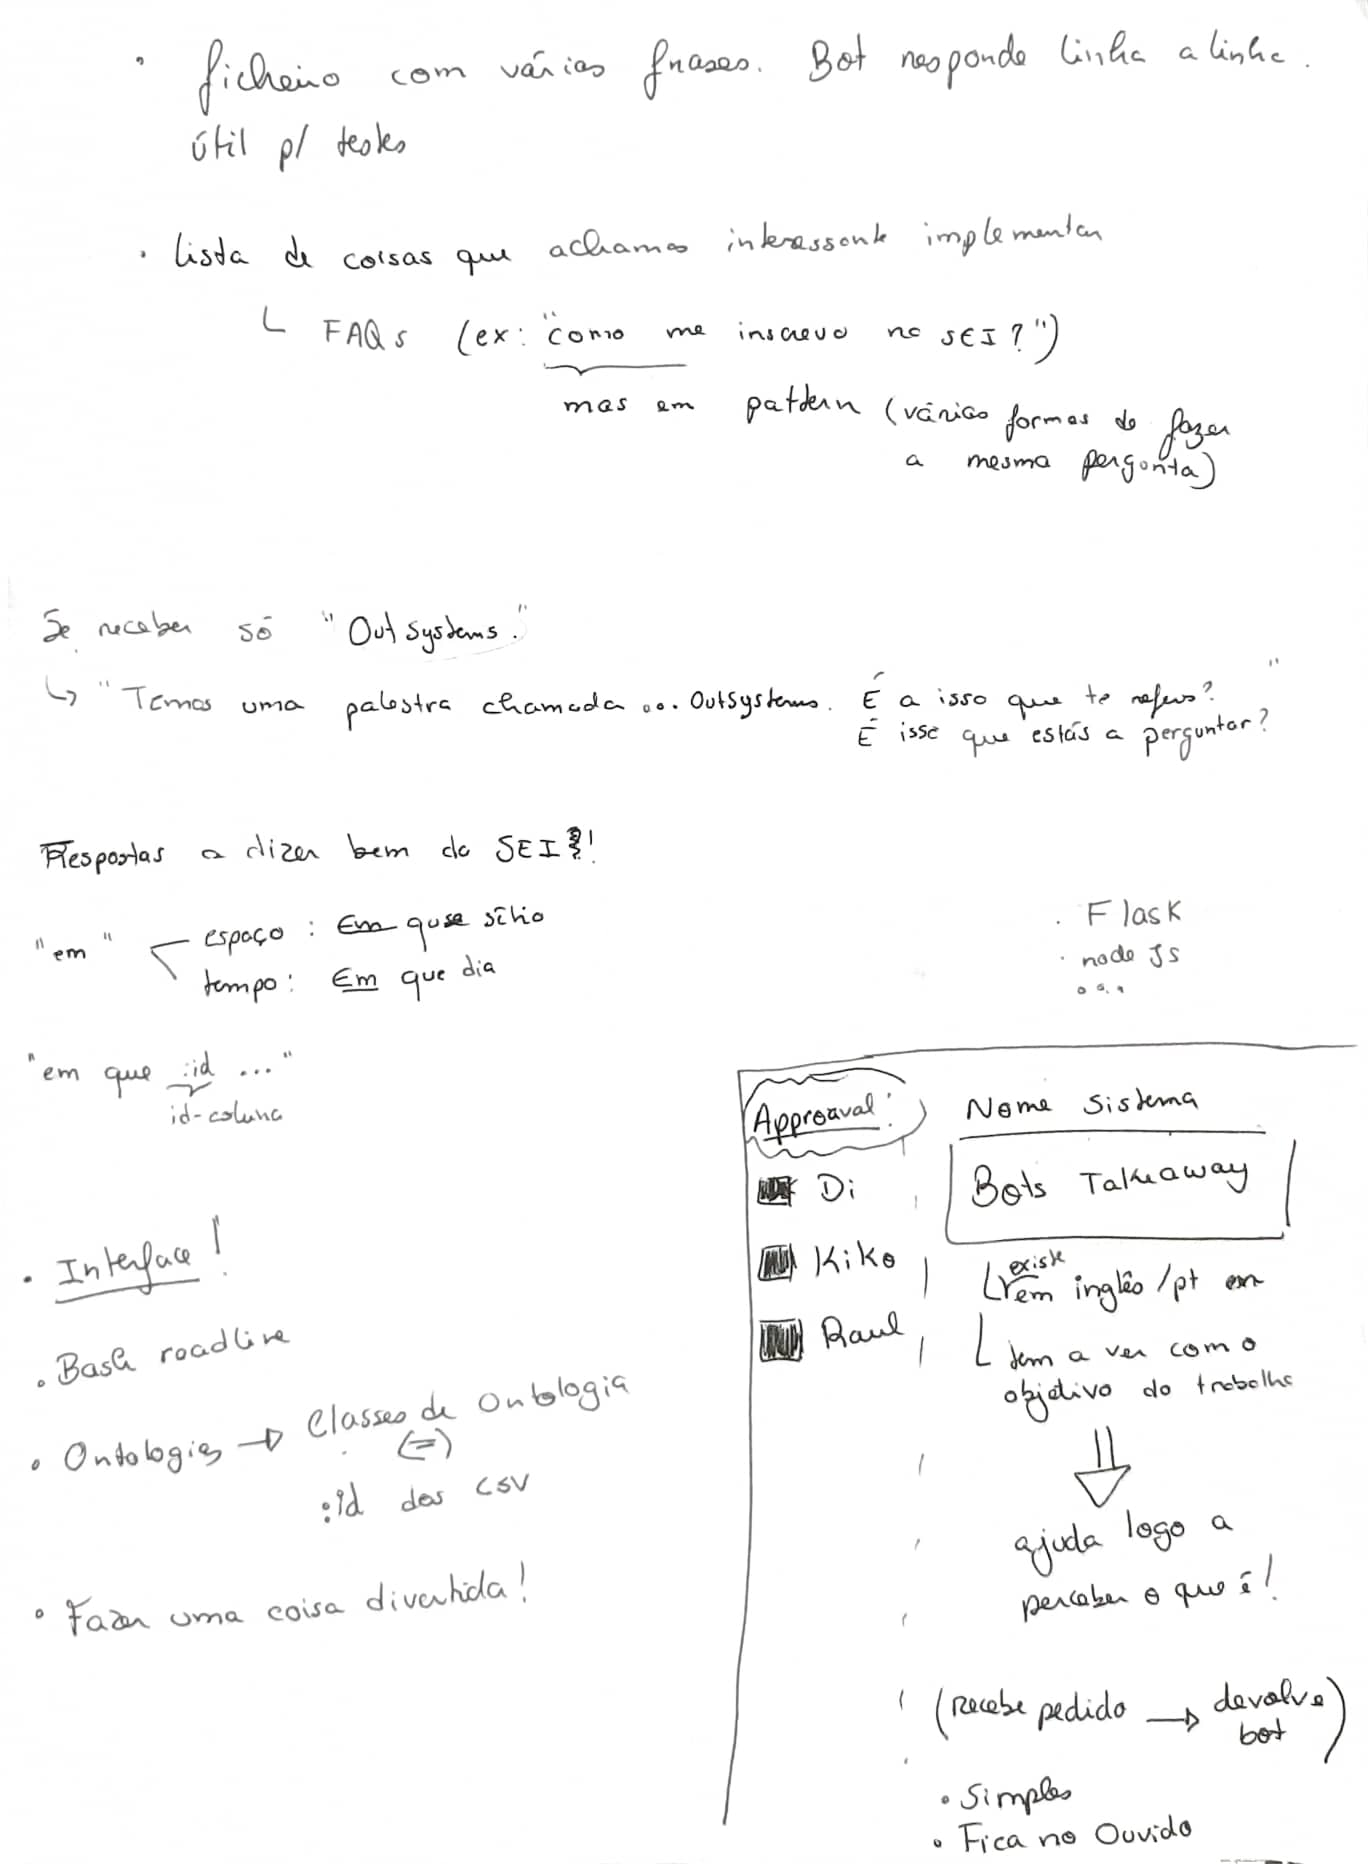 · ficheiro com várias frases. Bot responde linha a linha.
útil p/ testes
· lista de coisas que achamos interessante implementar
FAQs (ex: "como me inscrevo no SEI?")
mas em pattern (várias formas de fazer
a mesma pergunta)
Se receber só "OutSystems."
↳ "Temos uma palestra chamada ... OutSystems. É a isso que te referes?"
É isso que estás a perguntar?
Respostas a dizer bem do SEI!
"em"
espaço: Em que sítio
tempo: Em que dia
"em que :id ..."
id-coluna
· Flask
· node JS
...
• Interface!
• Bash readline
• Ontologias → Classes de Ontologia
(=)
:id dos CSV
• Fazer uma coisa divertida!
Approaval:
Di
Kiko
Raul
Nome Sistema
Bots Takeaway
existe
em inglês/pt
tem a ver com o
objetivo do trabalho
⇓
ajuda logo a
perceber o que é!
(recebe pedido → devolve
bot)
• Simples
• Fica no Ouvido